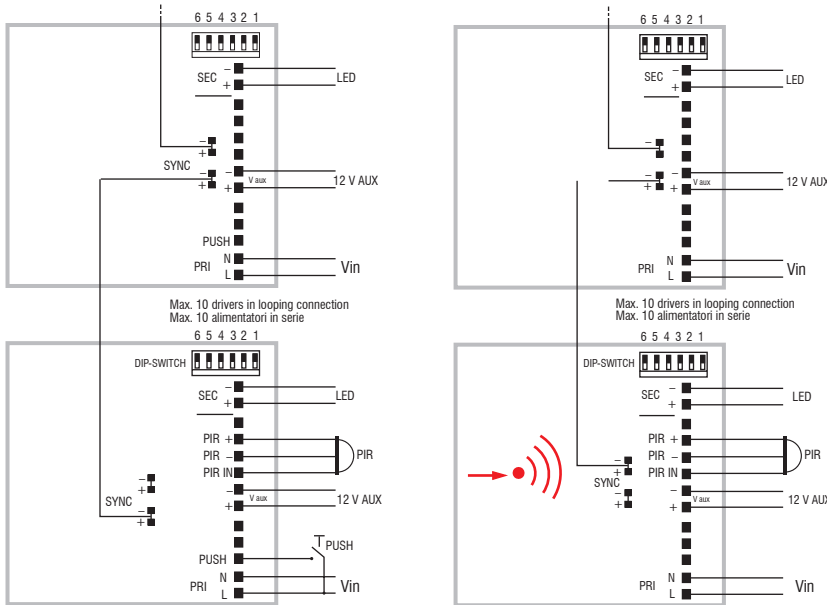 6 5 4 3 2 1
SEC
−
+
LED
−
+
SYNC
−
+
−
V aux
+
12 V AUX
PUSH
PRI
N
L
Vin
Max. 10 drivers in looping connection
Max. 10 alimentatori in serie
6 5 4 3 2 1
DIP-SWITCH
SEC
−
+
LED
PIR +
PIR −
PIR IN
PIR
−
+
SYNC
−
+
−
V aux
+
12 V AUX
PUSH
PUSH
PRI
N
L
Vin
6 5 4 3 2 1
SEC
−
+
LED
−
+
−
+
−
V aux
+
12 V AUX
PRI
N
L
Vin
Max. 10 drivers in looping connection
Max. 10 alimentatori in serie
6 5 4 3 2 1
DIP-SWITCH
SEC
−
+
LED
PIR +
PIR −
PIR IN
PIR
−
+
SYNC
−
+
−
V aux
+
12 V AUX
PRI
N
L
Vin